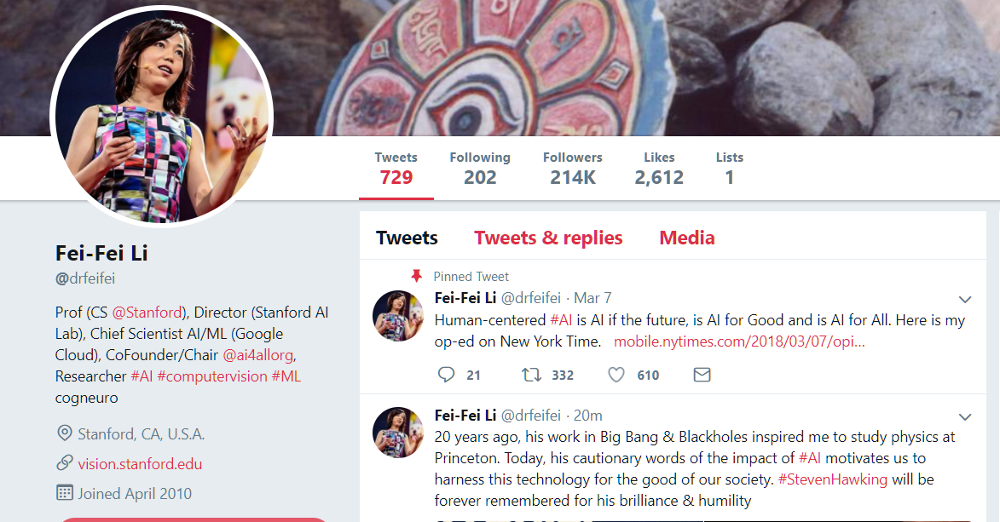 Tweets
729
Following
202
Followers
214K
Likes
2,612
Lists
1
Fei-Fei Li
@drfeifei
Prof (CS @Stanford), Director (Stanford AI
Lab), Chief Scientist AI/ML (Google
Cloud), CoFounder/Chair @ai4allorg,
Researcher #AI #computervision #ML
cogneuro
Stanford, CA, U.S.A.
vision.stanford.edu
Joined April 2010
Tweets
Tweets & replies
Media
Pinned Tweet
Fei-Fei Li @drfeifei · Mar 7
Human-centered #AI is AI if the future, is AI for Good and is AI for All. Here is my
op-ed on New York Time. mobile.nytimes.com/2018/03/07/opi...
21
332
610
Fei-Fei Li @drfeifei · 20m
20 years ago, his work in Big Bang & Blackholes inspired me to study physics at
Princeton. Today, his cautionary words of the impact of #AI motivates us to
harness this technology for the good of our society. #StevenHawking will be
forever remembered for his brilliance & humility